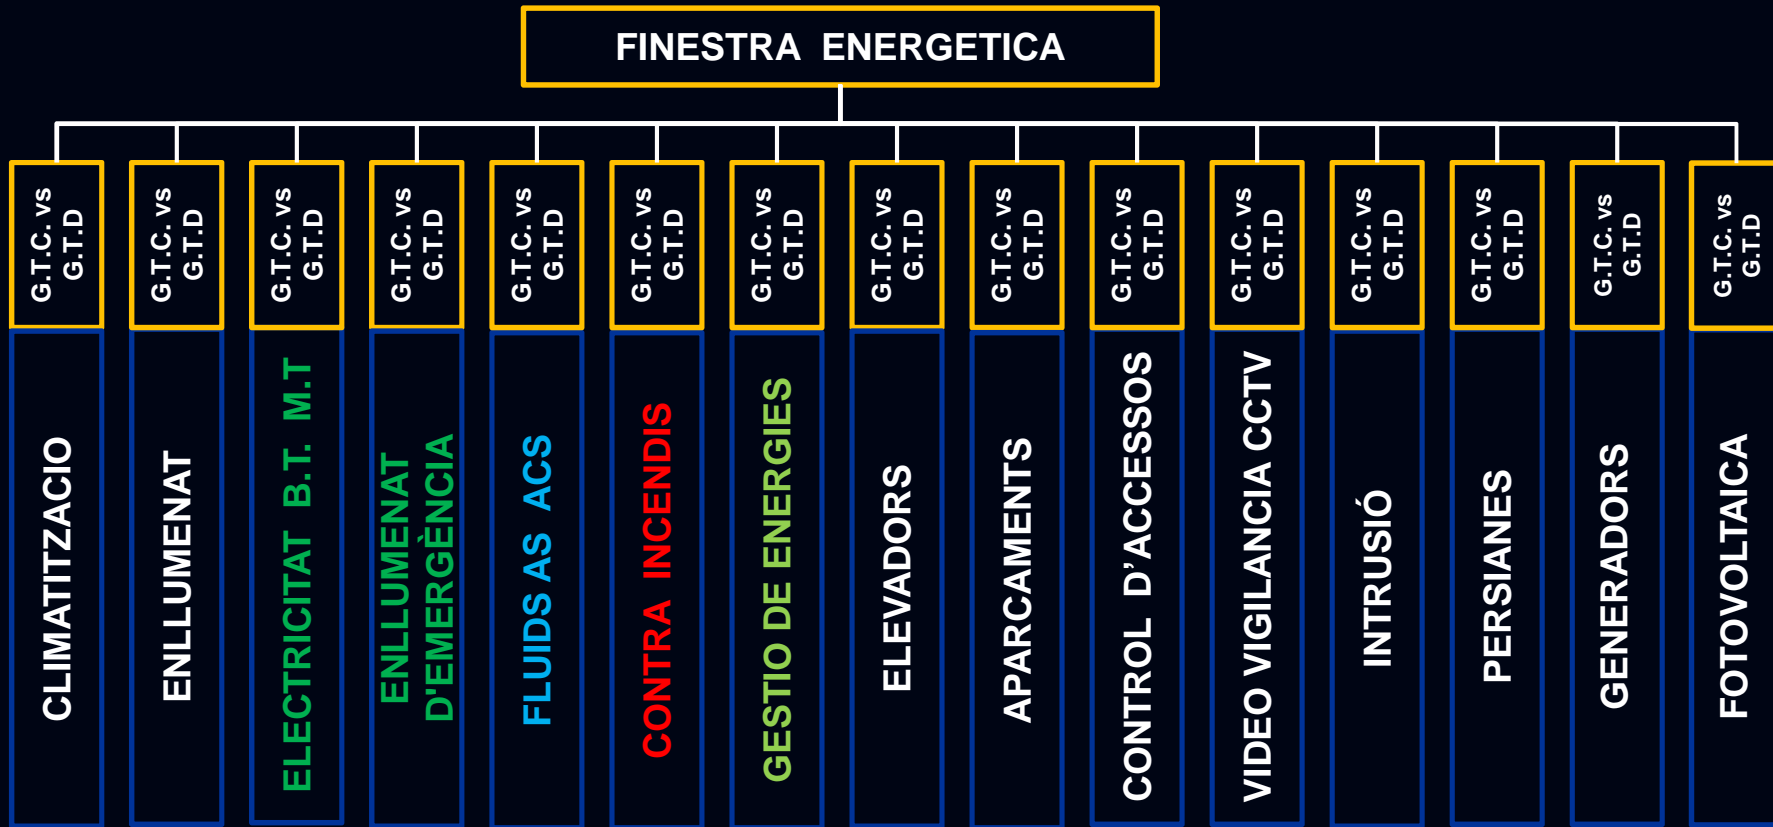 FINESTRA ENERGETICA
G.T.C. vs
G.T.D
G.T.C. vs
G.T.D
G.T.C. vs
G.T.D
G.T.C. vs
G.T.D
G.T.C. vs
G.T.D
G.T.C. vs
G.T.D
G.T.C. vs
G.T.D
G.T.C. vs
G.T.D
G.T.C. vs
G.T.D
G.T.C. vs
G.T.D
G.T.C. vs
G.T.D
G.T.C. vs
G.T.D
G.T.C. vs
G.T.D
G.T.C. vs
G.T.D
G.T.C. vs
G.T.D
CLIMATITZACIO
ENLLUMENAT
ELECTRICITAT B.T. M.T
ENLLUMENAT
D'EMERGÈNCIA
FLUIDS AS ACS
CONTRA INCENDIS
GESTIO DE ENERGIES
ELEVADORS
APARCAMENTS
CONTROL D'ACCESSOS
VIDEO VIGILANCIA CCTV
INTRUSIÓ
PERSIANES
GENERADORS
FOTOVOLTAICA